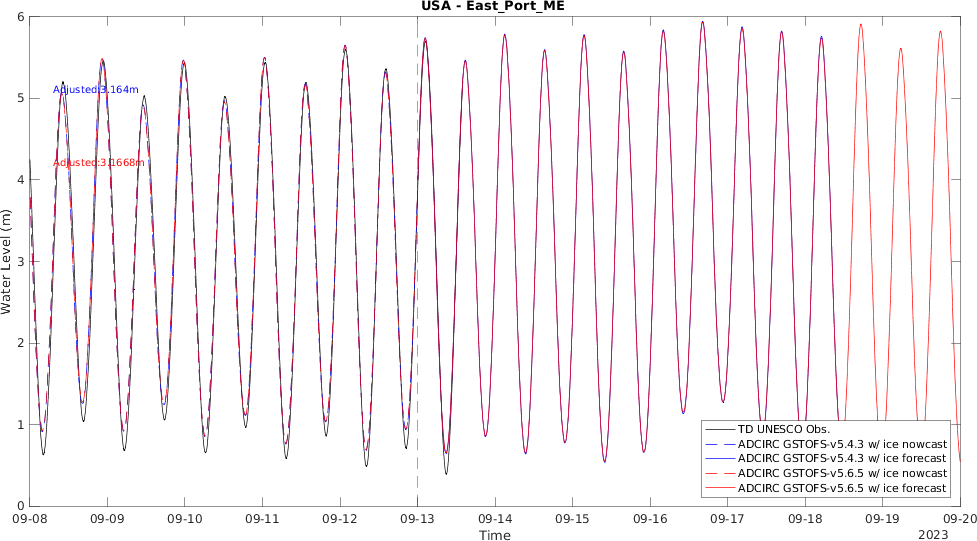 USA - East_Port_ME
Water Level (m)
6
5
4
3
2
1
0
Adjusted:3.164m
Adjusted:3.1668m
TD UNESCO Obs.
ADCIRC GSTOFS-v5.4.3 w/ ice nowcast
ADCIRC GSTOFS-v5.4.3 w/ ice forecast
ADCIRC GSTOFS-v5.6.5 w/ ice nowcast
ADCIRC GSTOFS-v5.6.5 w/ ice forecast
09-08 09-09 09-10 09-11 09-12 09-13 09-14 09-15 09-16 09-17 09-18 09-19 09-20
Time
2023